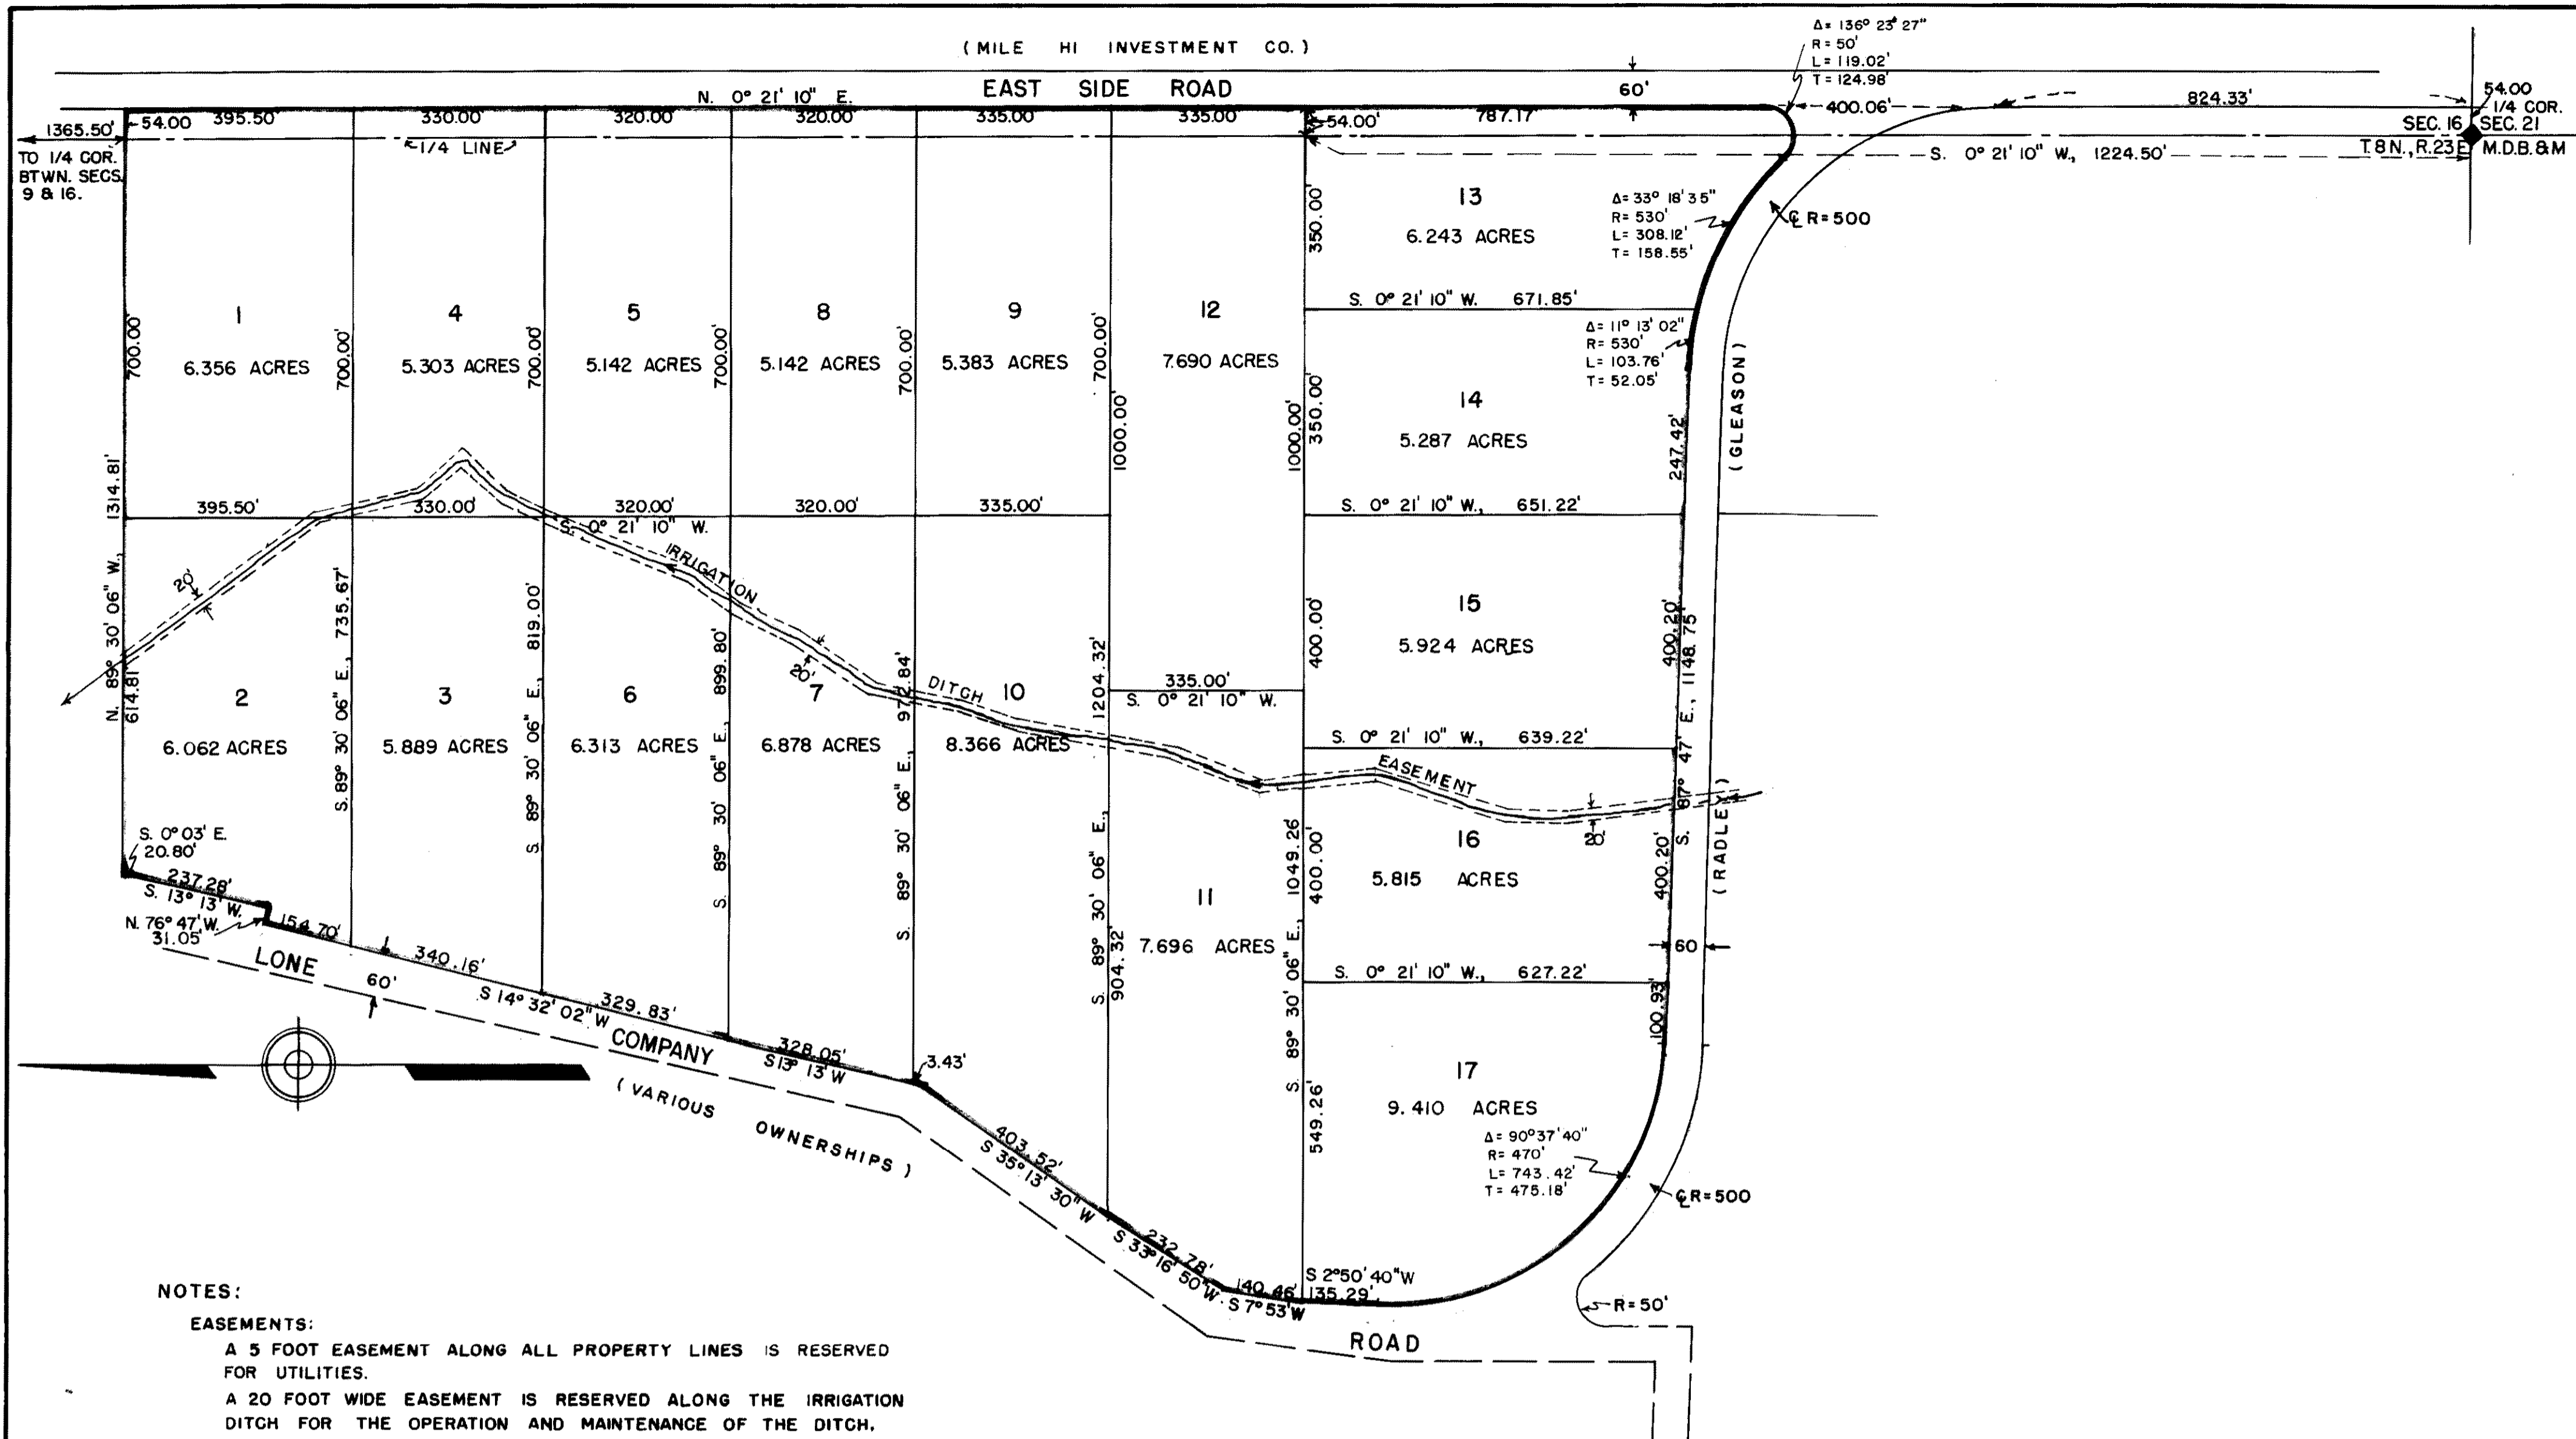 ( MILE HI INVESTMENT CO. )
EAST SIDE ROAD
N. 0° 21' 10" E.
60'
Δ= 136° 23' 27"
R = 50'
L = 119.02'
T = 124.98'
400.06'
824.33'
54.00
1/4 COR.
SEC. 16 SEC. 21
T.8 N., R.23E M.D.B.&M
S. 0° 21' 10" W., 1224.50'
1365.50'
TO 1/4 COR.
BTWN. SECS.
9 & 16.
54.00
395.50' 330.00' 320.00' 320.00' 335.00' 335.00' 787.17'
1/4 LINE
54.00'
13
6.243 ACRES
350.00'
Δ= 33° 18' 35"
R= 530'
L= 308.12'
T= 158.55'
℄ R=500
S. 0° 21' 10" W. 671.85'
Δ= 11° 13' 02"
R= 530'
L= 103.76'
T= 52.05'
1
6.356 ACRES
4
5.303 ACRES
5
5.142 ACRES
8
5.142 ACRES
9
5.383 ACRES
12
7.690 ACRES
700.00'
700.00'
700.00'
700.00'
700.00'
700.00'
1000.00'
1000.00'
350.00'
14
5.287 ACRES
247.42'
( GLEASON )
N. 89° 30' 06" W., 1314.81'
614.81'
395.50' 330.00' 320.00' 320.00' 335.00'
S. 0° 21' 10" W.
S. 0° 21' 10" W., 651.22'
IRRIGATION
DITCH
EASEMENT
20'
20'
20'
15
5.924 ACRES
400.00'
400.20'
S. 87° 47' E., 1148.75'
335.00'
S. 0° 21' 10" W.
S. 0° 21' 10" W., 639.22'
2
6.062 ACRES
3
5.889 ACRES
6
6.313 ACRES
7
6.878 ACRES
10
8.366 ACRES
S. 89° 30' 06" E., 735.67'
S. 89° 30' 06" E., 819.00'
S. 89° 30' 06" E., 899.80'
S. 89° 30' 06" E., 972.84'
S. 89° 30' 06" E., 1204.32'
904.32'
11
7.696 ACRES
S. 89° 30' 06" E., 1049.26'
549.26'
16
5.815 ACRES
400.00'
400.20'
( RADLEY )
60
S. 0° 21' 10" W., 627.22'
100.93'
17
9.410 ACRES
Δ= 90°37'40"
R= 470'
L= 743.42'
T= 475.18'
℄ R=500
S. 0° 03' E.
20.80'
237.28'
S. 13° 13' W.
N. 76° 47' W.
31.05'
154.70'
340.16'
S 14° 32' 02" W
329.83'
328.05'
S 13° 13' W
3.43'
403.52'
S 35° 13' 30" W
232.78'
S. 33° 16' 50" W.
140.46'
S 7° 53' W
S 2°50' 40"W
135.29'
LONE COMPANY ROAD
60'
( VARIOUS OWNERSHIPS )
R=50'
NOTES:
EASEMENTS:
A 5 FOOT EASEMENT ALONG ALL PROPERTY LINES IS RESERVED
FOR UTILITIES.
A 20 FOOT WIDE EASEMENT IS RESERVED ALONG THE IRRIGATION
DITCH FOR THE OPERATION AND MAINTENANCE OF THE DITCH.